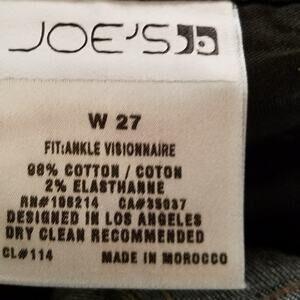 JOE'S
W 27
FIT:ANKLE VISIONNAIRE
98% COTTON / COTON
2% ELASTHANNE
RN#108214 CA#35037
DESIGNED IN LOS ANGELES
DRY CLEAN RECOMMENDED
CL#114 MADE IN MOROCCO